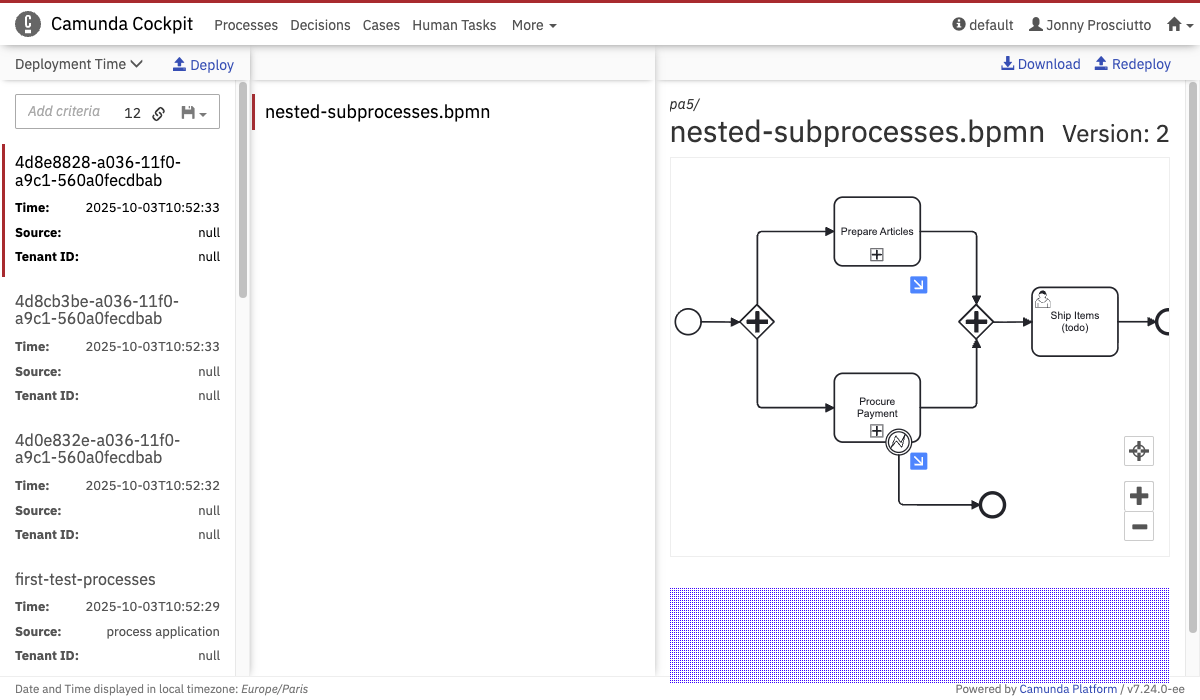 Camunda Cockpit Processes Decisions Cases Human Tasks More default Jonny Prosciutto
Deployment Time Deploy
Download Redeploy
Add criteria 12
4d8e8828-a036-11f0-
a9c1-560a0fecdbab
Time: 2025-10-03T10:52:33
Source: null
Tenant ID: null
4d8cb3be-a036-11f0-
a9c1-560a0fecdbab
Time: 2025-10-03T10:52:33
Source: null
Tenant ID: null
4d0e832e-a036-11f0-
a9c1-560a0fecdbab
Time: 2025-10-03T10:52:32
Source: null
Tenant ID: null
first-test-processes
Time: 2025-10-03T10:52:29
Source: process application
Tenant ID: null
nested-subprocesses.bpmn
pa5/
nested-subprocesses.bpmn Version: 2
Prepare Articles
Ship Items
(todo)
Procure
Payment
Date and Time displayed in local timezone: Europe/Paris
Powered by Camunda Platform / v7.24.0-ee